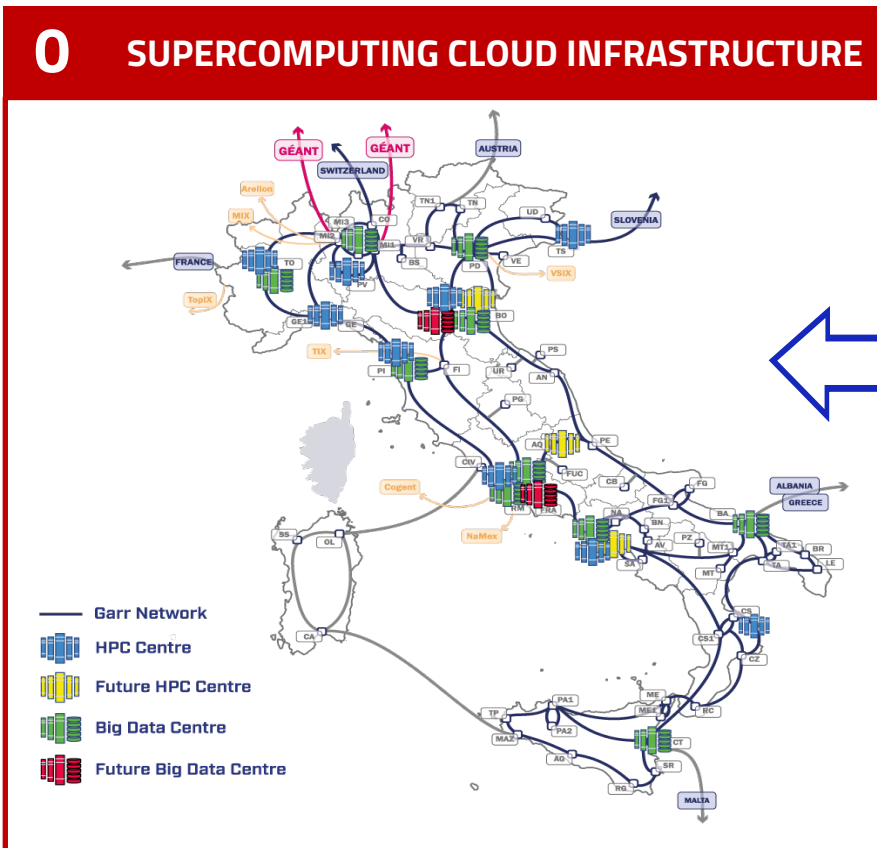 0 SUPERCOMPUTING CLOUD INFRASTRUCTURE
GÉANT
GÉANT
SWITZERLAND
AUSTRIA
Arelion
MIX
TN1
TN
UD
SLOVENIA
MI3
CO
MI2
MI1
VR
BS
PD
VE
TS
VSIX
FRANCE
TO
PV
TopIX
GE1
GE
BO
TIX
PI
FI
PS
UR
AN
PG
AQ
PE
CIV
FUC
CB
FG
FG1
ALBANIA
GREECE
Cogent
RM
FRA
NaMex
NA
BN
AV
SA
PZ
MT1
MT
BA
TA1
TA
BR
LE
SS
OL
CA
CS
CS1
CZ
RC
ME
ME1
PA1
PA2
TP
MAZ
AG
RG
SR
CT
MALTA
Garr Network
HPC Centre
Future HPC Centre
Big Data Centre
Future Big Data Centre